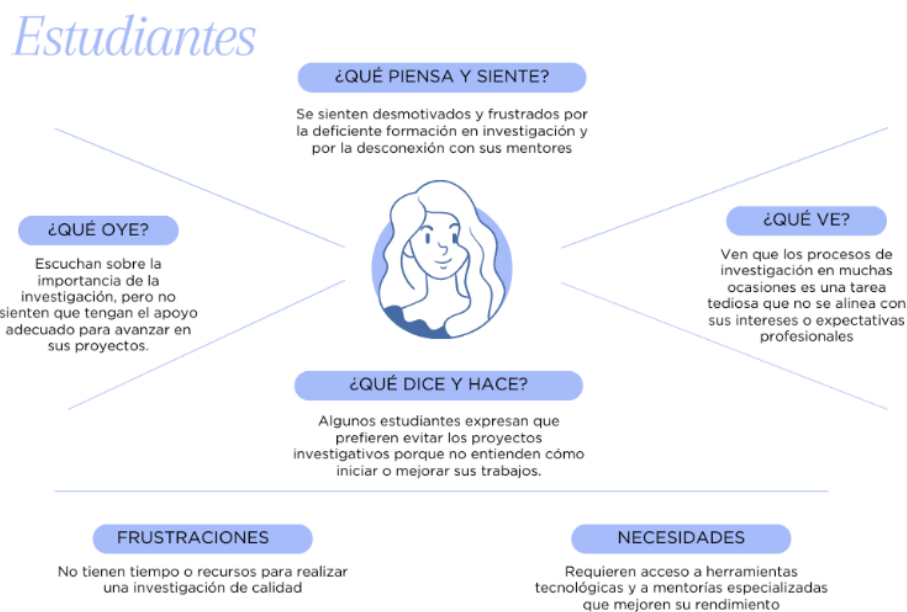 Estudiantes
¿QUÉ PIENSA Y SIENTE?
Se sienten desmotivados y frustrados por
la deficiente formación en investigación y
por la desconexión con sus mentores
¿QUÉ OYE?
Escuchan sobre la
importancia de la
investigación, pero no
sienten que tengan el apoyo
adecuado para avanzar en
sus proyectos.
¿QUÉ VE?
Ven que los procesos de
investigación en muchas
ocasiones es una tarea
tediosa que no se alinea con
sus intereses o expectativas
profesionales
¿QUÉ DICE Y HACE?
Algunos estudiantes expresan que
prefieren evitar los proyectos
investigativos porque no entienden cómo
iniciar o mejorar sus trabajos.
FRUSTRACIONES
No tienen tiempo o recursos para realizar
una investigación de calidad
NECESIDADES
Requieren acceso a herramientas
tecnológicas y a mentorías especializadas
que mejoren su rendimiento